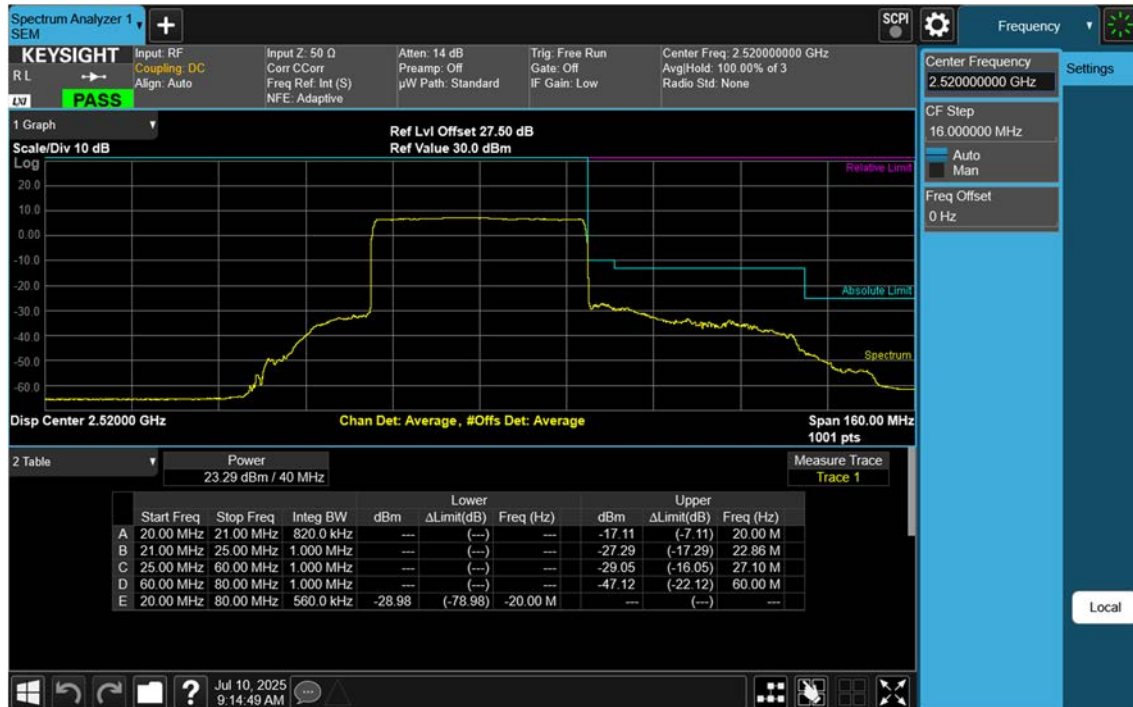 Spectrum Analyzer 1
SEM
SCPI
Frequency
KEYSIGHT
R L
LXI
PASS
Input: RF
Coupling: DC
Align: Auto
Input Z: 50 Ω
Corr CCorr
Freq Ref: Int (S)
NFE: Adaptive
Atten: 14 dB
Preamp: Off
µW Path: Standard
Trig: Free Run
Gate: Off
IF Gain: Low
Center Freq: 2.520000000 GHz
Avg|Hold: 100.00% of 3
Radio Std: None
Center Frequency
2.520000000 GHz
Settings
CF Step
16.000000 MHz
Auto
Man
Freq Offset
0 Hz
Local
1 Graph
Scale/Div 10 dB
Ref Lvl Offset 27.50 dB
Ref Value 30.0 dBm
Log
20.0
10.0
0.00
-10.0
-20.0
-30.0
-40.0
-50.0
-60.0
Relative Limit
Absolute Limit
Spectrum
Disp Center 2.52000 GHz
Chan Det: Average, #Offs Det: Average
Span 160.00 MHz
1001 pts
2 Table
Power
23.29 dBm / 40 MHz
Measure Trace
Trace 1
Lower Upper
Start Freq Stop Freq Integ BW dBm ΔLimit(dB) Freq (Hz) dBm ΔLimit(dB) Freq (Hz)
A 20.00 MHz 21.00 MHz 820.0 kHz --- (---) --- -17.11 (-7.11) 20.00 M
B 21.00 MHz 25.00 MHz 1.000 MHz --- (---) --- -27.29 (-17.29) 22.86 M
C 25.00 MHz 60.00 MHz 1.000 MHz --- (---) --- -29.05 (-16.05) 27.10 M
D 60.00 MHz 80.00 MHz 1.000 MHz --- (---) --- -47.12 (-22.12) 60.00 M
E 20.00 MHz 80.00 MHz 560.0 kHz -28.98 (-78.98) -20.00 M --- (---) ---
Jul 10, 2025
9:14:49 AM